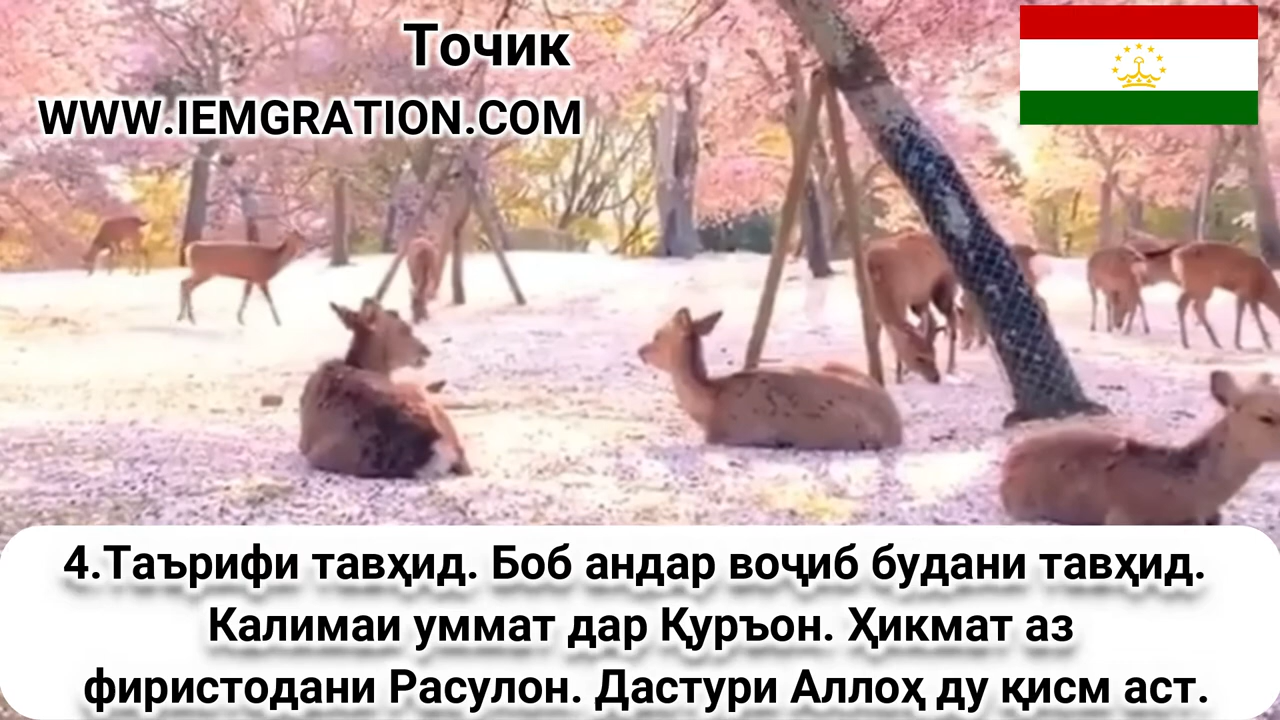 Точик
WWW.IEMGRATION.COM
4.Таърифи тавҳид. Боб андар воҷиб будани тавҳид.
Калимаи уммат дар Қуръон. Ҳикмат аз
фиристодани Расулон. Дастури Аллоҳ ду қисм аст.